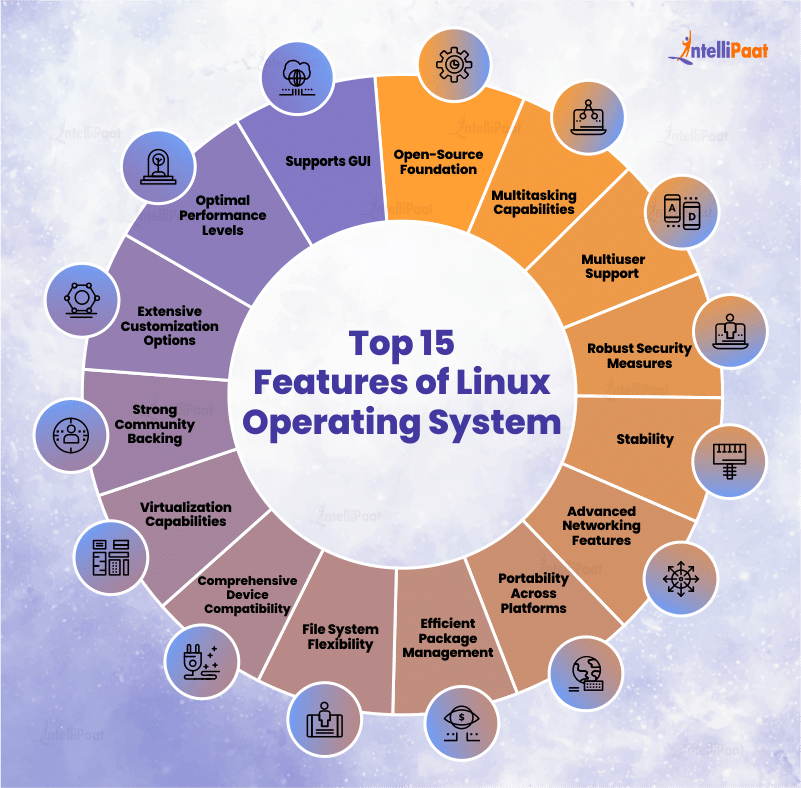 IntelliPaat
Top 15
Features of Linux
Operating System
Open-Source
Foundation
Multitasking
Capabilities
Multiuser
Support
Robust Security
Measures
Stability
Advanced
Networking
Features
Portability
Across
Platforms
Efficient
Package
Management
File System
Flexibility
Comprehensive
Device
Compatibility
Virtualization
Capabilities
Strong
Community
Backing
Extensive
Customization
Options
Optimal
Performance
Levels
Supports GUI
A
D
$